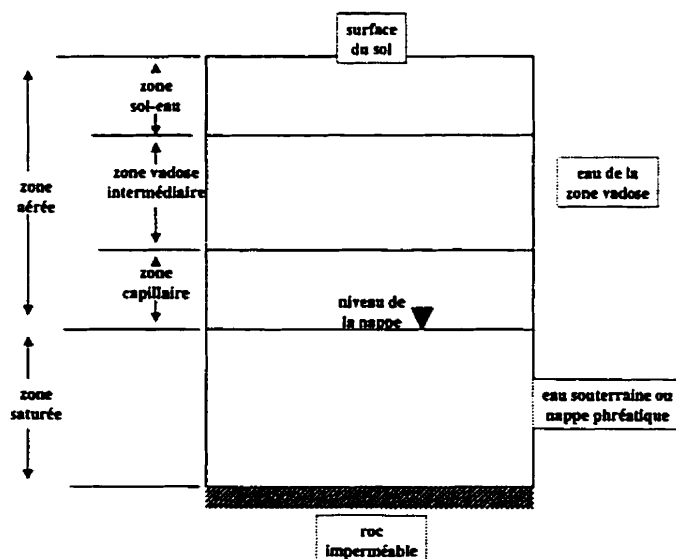 surface
du sol
zone
sol-eau
zone vadose
intermédiaire
zone
aérée
eau de la
zone vadose
zone
capillaire
niveau de
la nappe
zone
saturée
eau souterraine ou
nappe phréatique
roc
imperméable